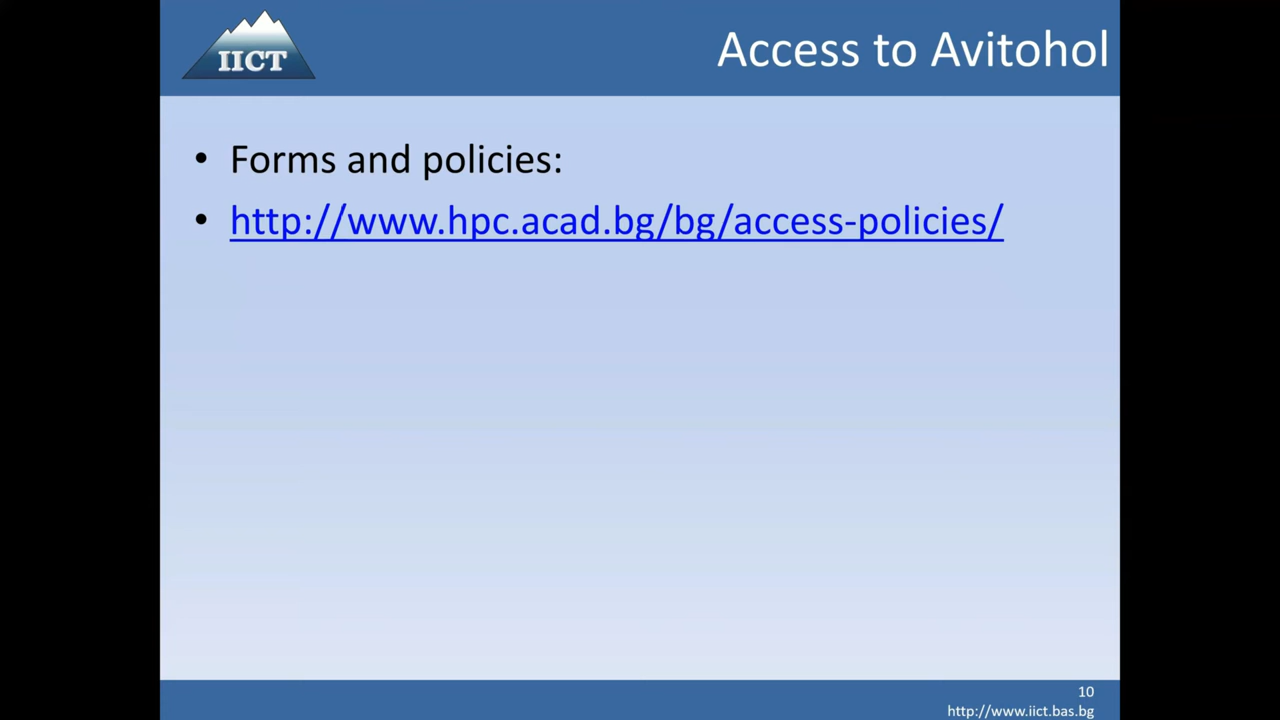 IICT
Access to Avitohol
• Forms and policies:
• http://www.hpc.acad.bg/bg/access-policies/
10
http://www.iict.bas.bg